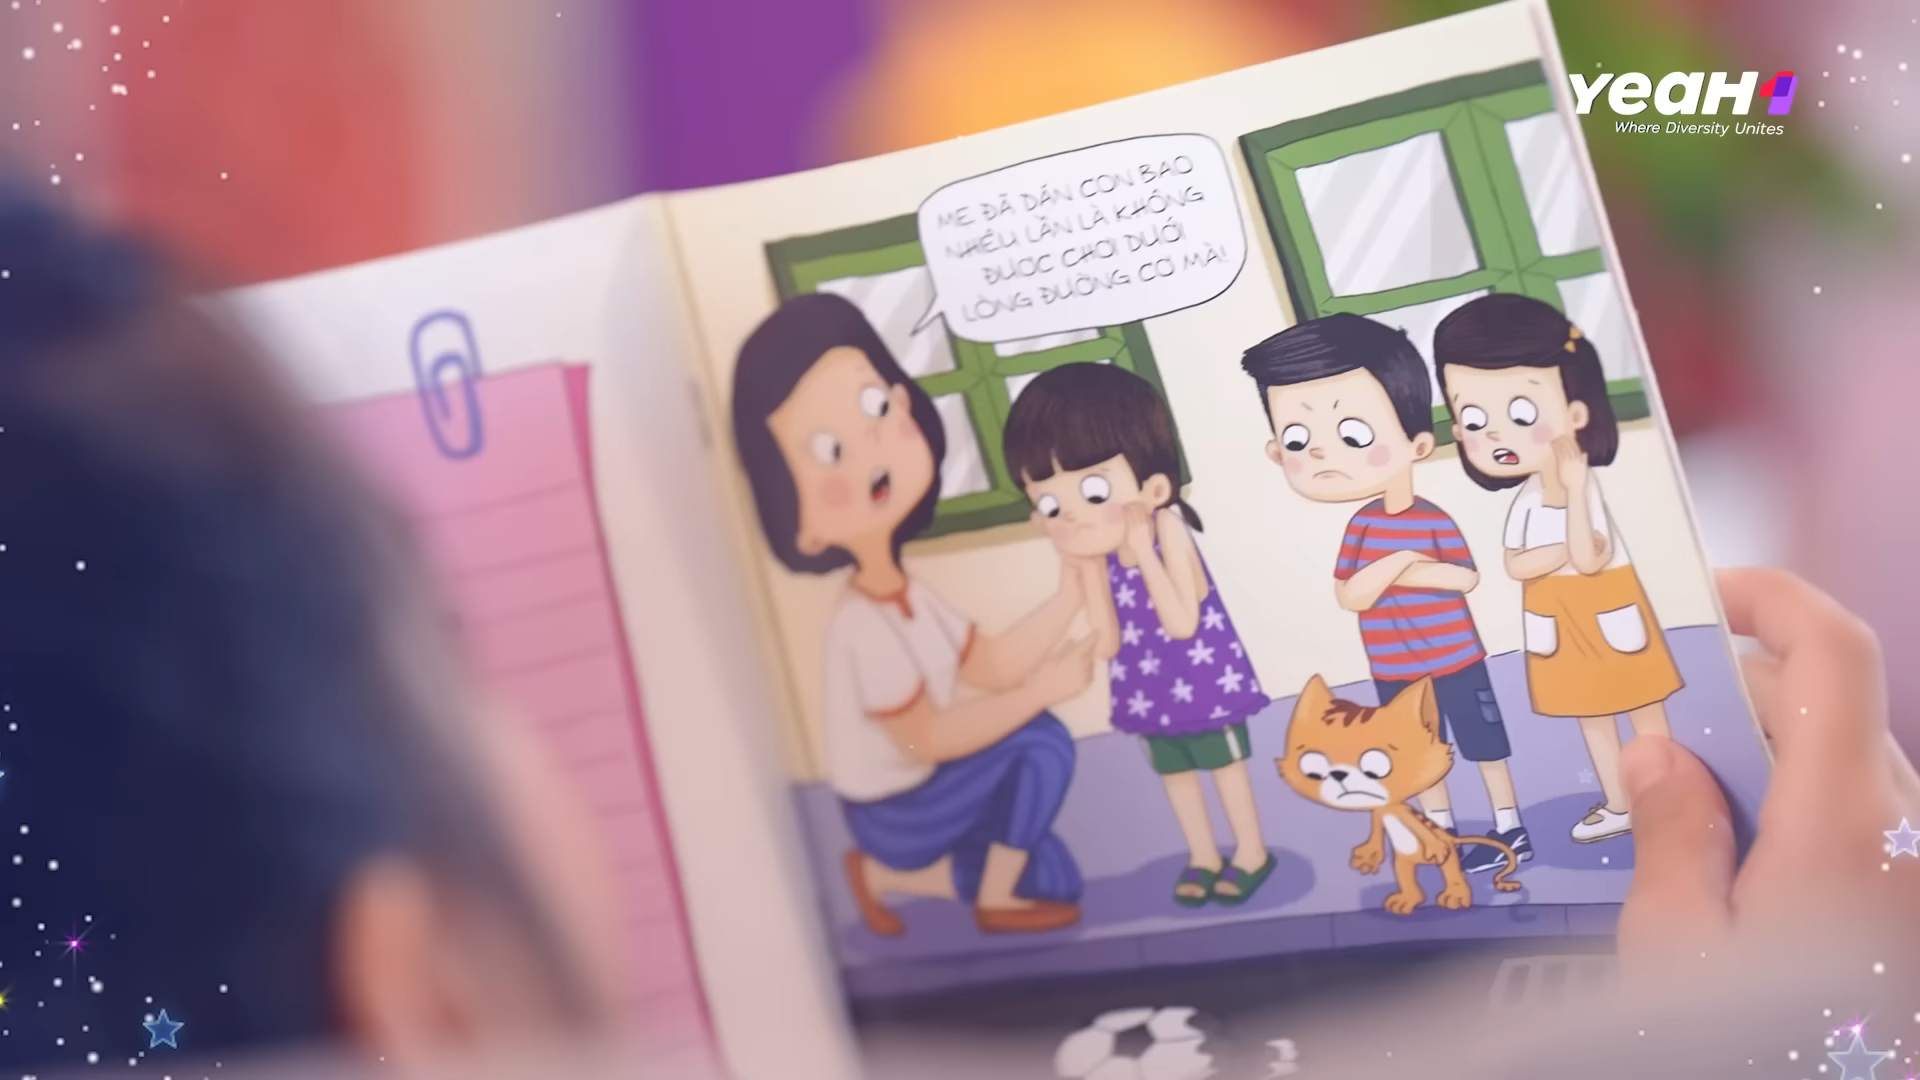 MẸ ĐÃ DẶN CON BAO
NHIÊU LẦN LÀ KHÔNG
ĐƯỢC CHƠI DƯỚI
LÒNG ĐƯỜNG CƠ MÀ!
YEAH1
Where Diversity Unites